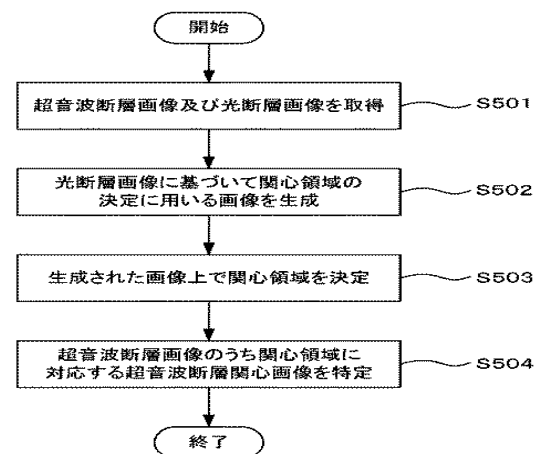 開始
超音波断層画像及び光断層画像を取得
S501
光断層画像に基づいて関心領域の
決定に用いる画像を生成
S502
生成された画像上で関心領域を決定
S503
超音波断層画像のうち関心領域に
対応する超音波断層関心画像を特定
S504
終了